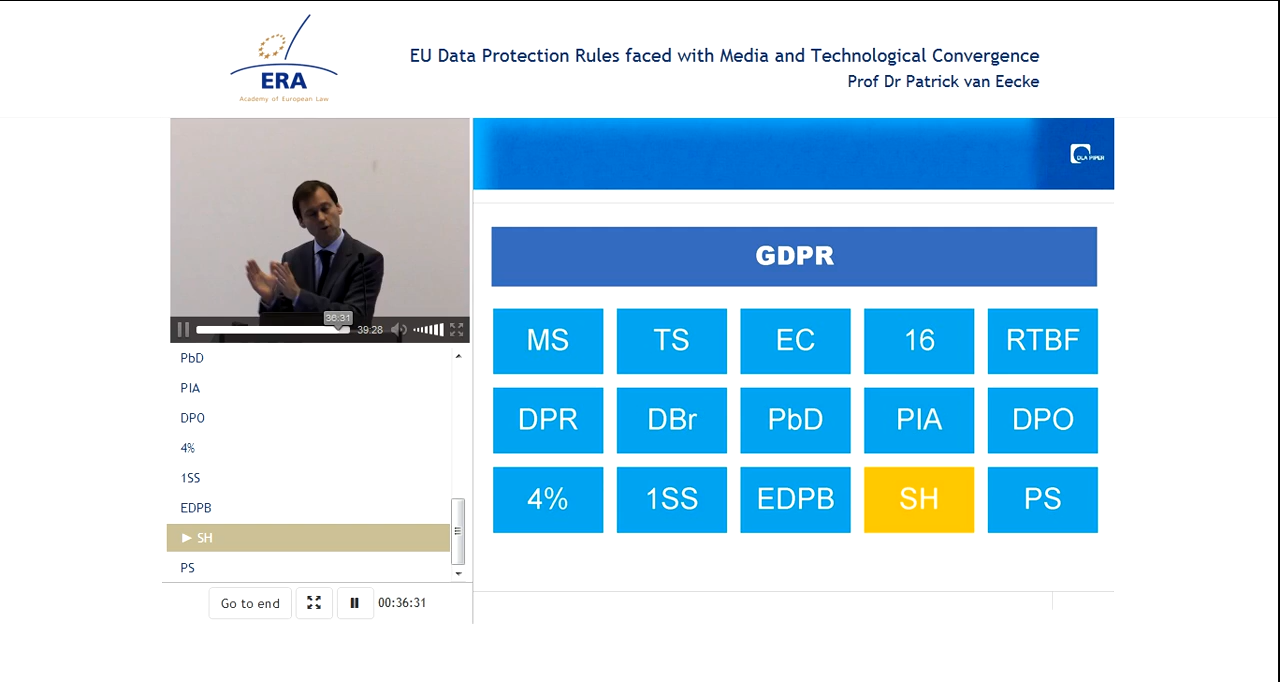 ERA
Academy of European Law
EU Data Protection Rules faced with Media and Technological Convergence
Prof Dr Patrick van Eecke
36:31
39:28
PbD
PIA
DPO
4%
1SS
EDPB
► SH
PS
Go to end
00:36:31
DLA PIPER
GDPR
MS
TS
EC
16
RTBF
DPR
DBr
PbD
PIA
DPO
4%
1SS
EDPB
SH
PS